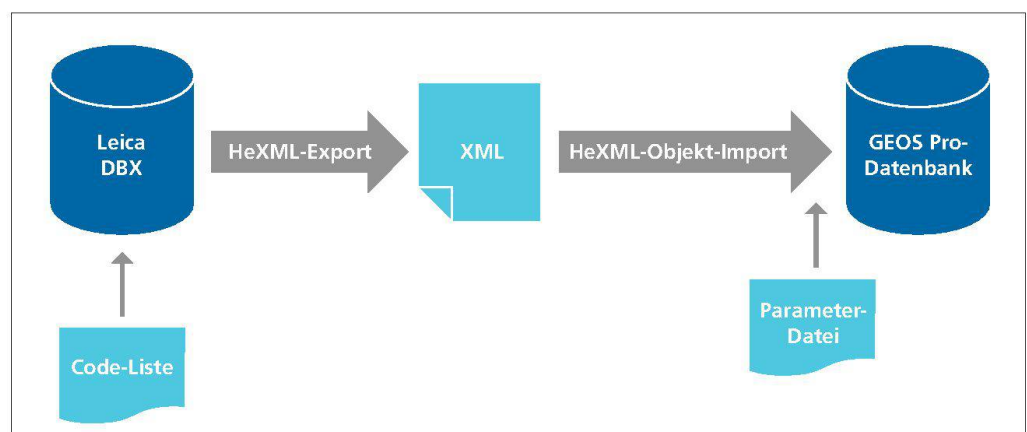 Leica
DBX
HeXML-Export
XML
HeXML-Objekt-Import
GEOS Pro-
Datenbank
Code-Liste
Parameter-
Datei